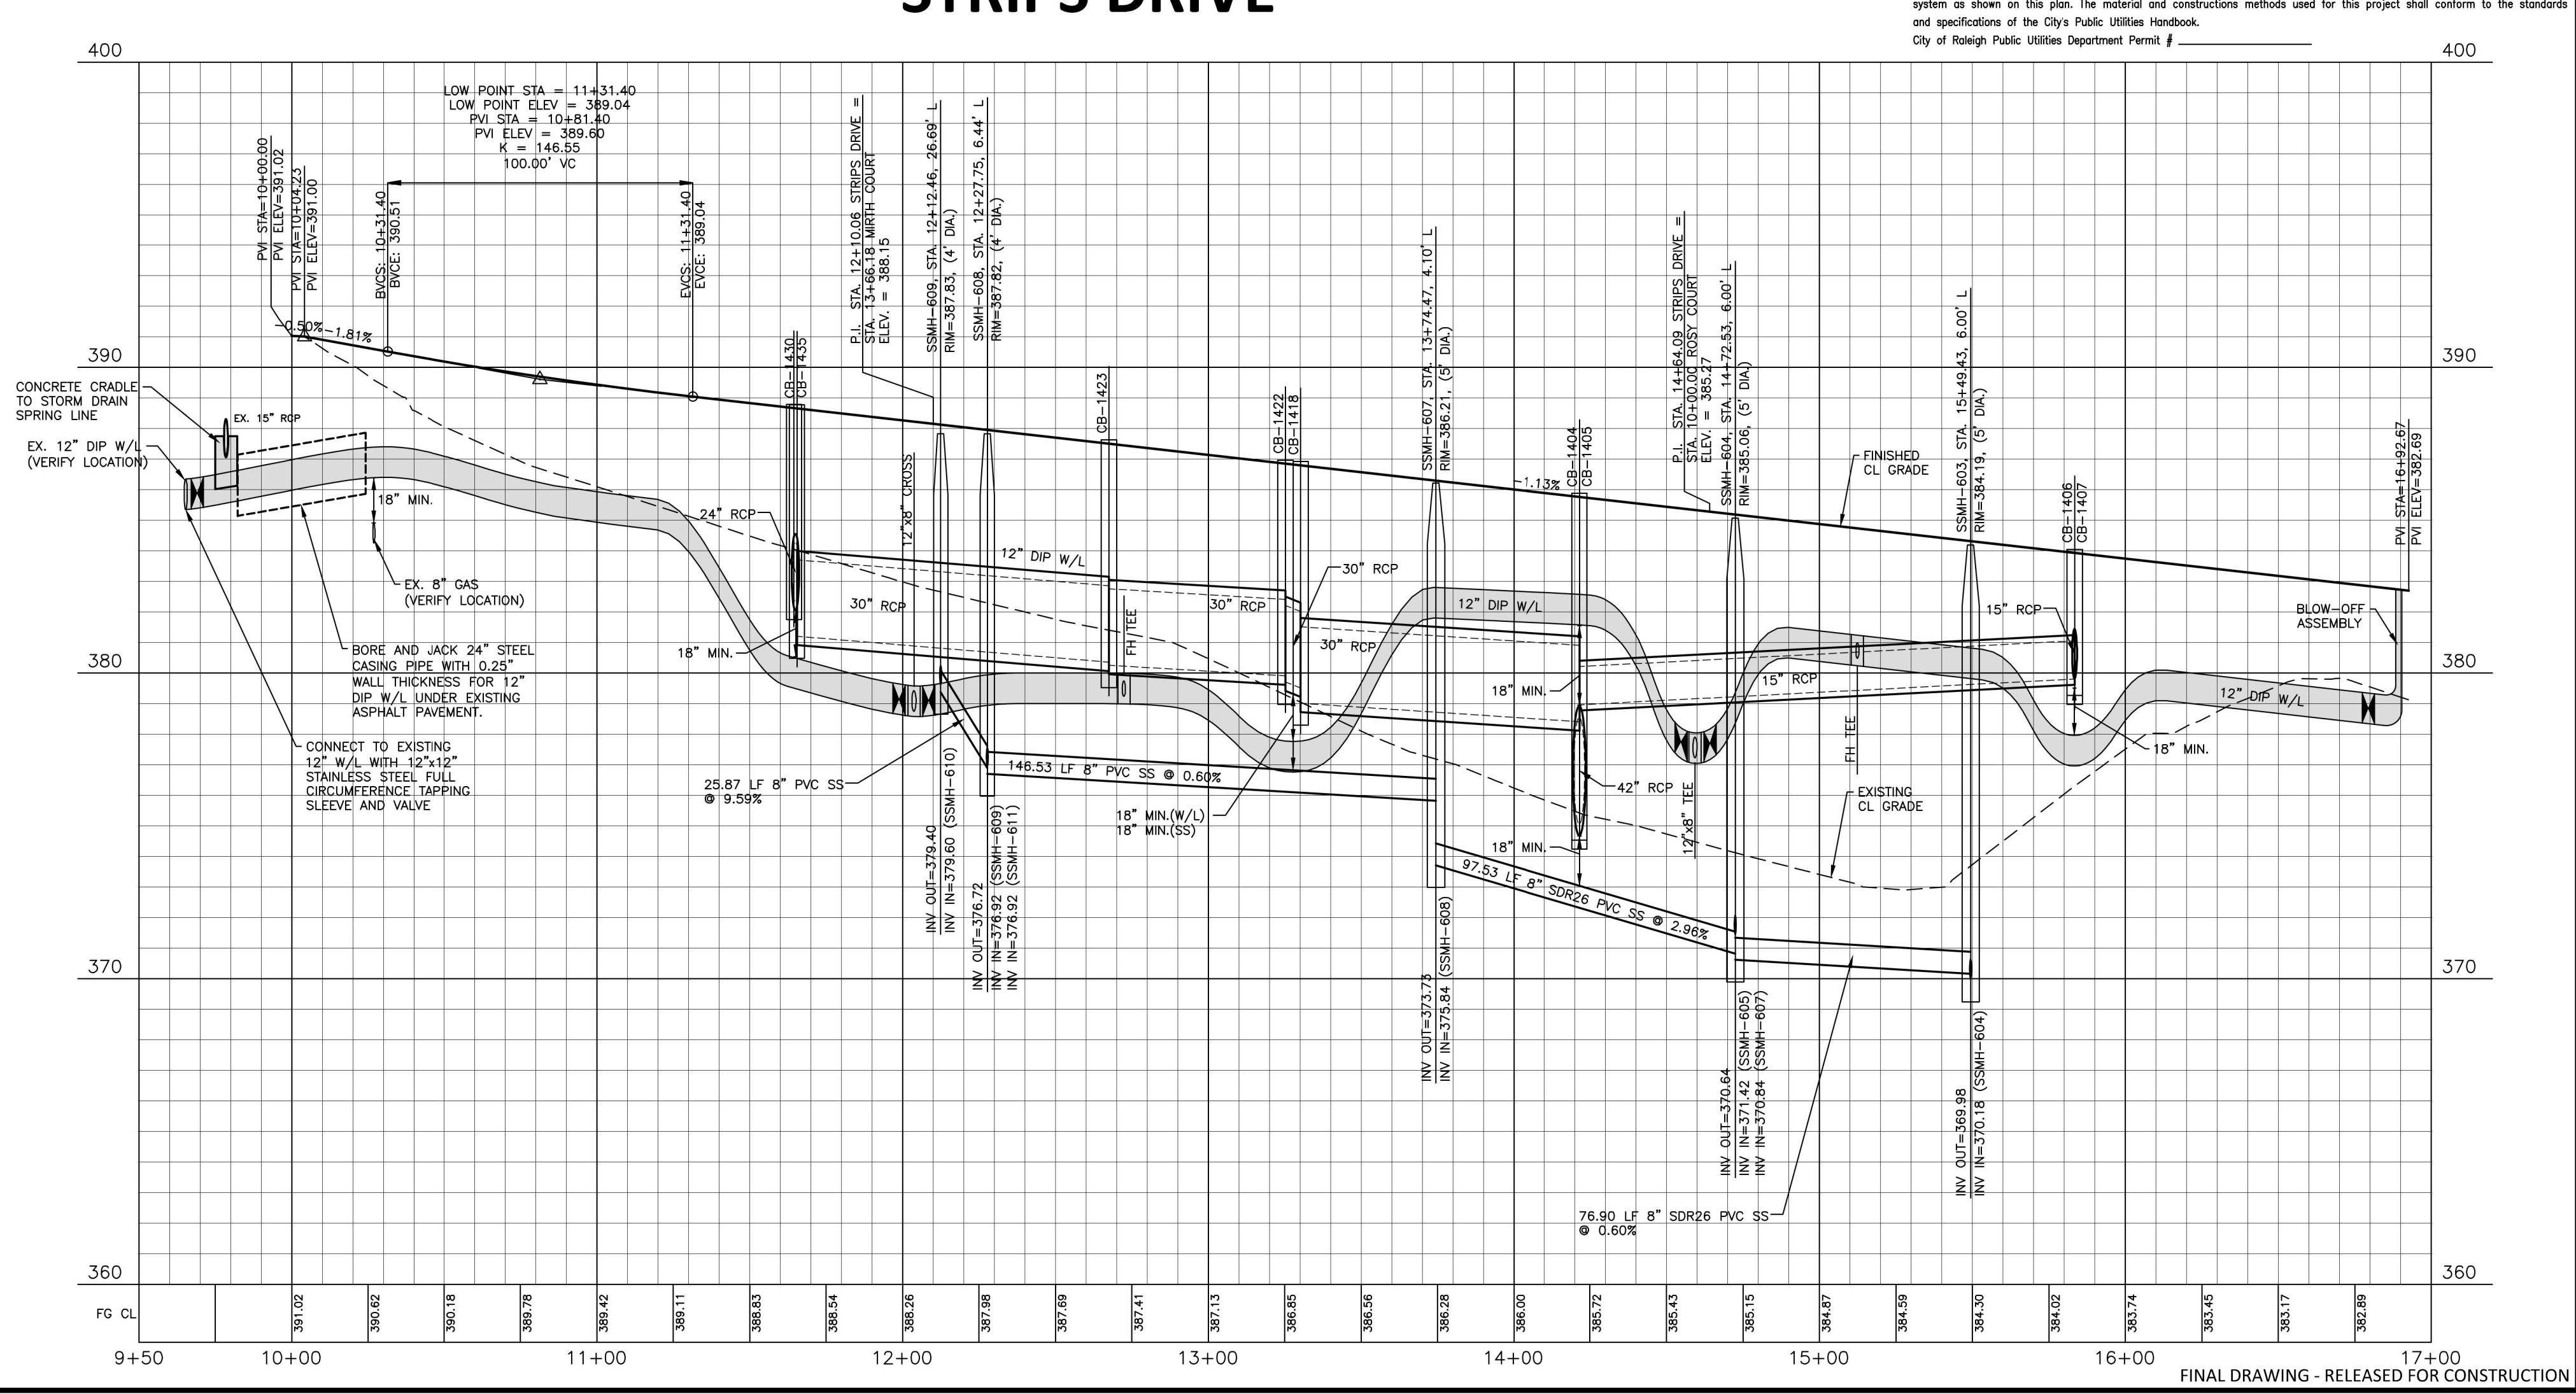 STRIPS DRIVE
system as shown on this plan. The material and constructions methods used for this project shall conform to the standards
and specifications of the City's Public Utilities Handbook.
City of Raleigh Public Utilities Department Permit #
400
400
LOW POINT STA = 11+31.40
LOW POINT ELEV = 389.04
PVI STA = 10+81.40
PVI ELEV = 389.60
K = 146.55
100.00' VC
PVI STA=10+00.00
PVI ELEV=391.02
PVI STA=10+04.23
PVI ELEV=391.00
BVCS: 10+31.40
BVCE: 390.51
EVCS: 11+31.40
EVCE: 389.04
P.I. STA. 12+10.06 STRIPS DRIVE =
STA. 13+66.18 MIRTH COURT
ELEV. = 388.15
SSMH-609, STA. 12+12.46, 26.69' L
RIM=387.83, (4' DIA.)
SSMH-608, STA. 12+27.75, 6.44' L
RIM=387.82, (4' DIA.)
SSMH-607, STA. 13+74.47, 4.10' L
RIM=386.21, (5' DIA.)
P.I. STA. 14+64.09 STRIPS DRIVE =
STA. 10+00.00 ROSY COURT
ELEV. = 385.27
SSMH-604, STA. 14+72.53, 6.00' L
RIM=385.06, (5' DIA.)
SSMH-603, STA. 15+49.43, 6.00' L
RIM=384.19, (5' DIA.)
PVI STA=16+92.67
PVI ELEV=382.69
-0.50%
-1.81%
390
390
CB-1430
CB-1435
CB-1423
CB-1422
CB-1418
CB-1404
CB-1405
CB-1406
CB-1407
CONCRETE CRADLE
TO STORM DRAIN
SPRING LINE
EX. 15" RCP
EX. 12" DIP W/L
(VERIFY LOCATION)
18" MIN.
24" RCP
12"x8" CROSS
-1.13%
FINISHED
CL GRADE
EX. 8" GAS
(VERIFY LOCATION)
12" DIP W/L
30" RCP
30" RCP
30" RCP
30" RCP
12" DIP W/L
15" RCP
BLOW-OFF
ASSEMBLY
FH TEE
18" MIN.
BORE AND JACK 24" STEEL
CASING PIPE WITH 0.25"
WALL THICKNESS FOR 12"
DIP W/L UNDER EXISTING
ASPHALT PAVEMENT.
380
380
18" MIN.
15" RCP
12" DIP W/L
CONNECT TO EXISTING
12" W/L WITH 12"x12"
STAINLESS STEEL FULL
CIRCUMFERENCE TAPPING
SLEEVE AND VALVE
25.87 LF 8" PVC SS
@ 9.59%
146.53 LF 8" PVC SS @ 0.60%
18" MIN.(W/L)
18" MIN.(SS)
42" RCP
12"x8" TEE
FH TEE
18" MIN.
EXISTING
CL GRADE
18" MIN.
97.53 LF 8" SDR26 PVC SS @ 2.96%
INV OUT=379.40
INV IN=379.60 (SSMH-610)
INV OUT=376.72
INV IN=376.92 (SSMH-609)
INV IN=376.92 (SSMH-611)
INV OUT=373.73
INV IN=375.84 (SSMH-608)
INV OUT=370.64
INV IN=371.42 (SSMH-605)
INV IN=370.84 (SSMH-607)
INV OUT=369.98
INV IN=370.18 (SSMH-604)
370
370
76.90 LF 8" SDR26 PVC SS
@ 0.60%
360
360
FG CL
391.02
390.62
390.18
389.78
389.42
389.11
388.83
388.54
388.26
387.98
387.69
387.41
387.13
386.85
386.56
386.28
386.00
385.72
385.43
385.15
384.87
384.59
384.30
384.02
383.74
383.45
383.17
382.89
9+50
10+00
11+00
12+00
13+00
14+00
15+00
16+00
17+00
FINAL DRAWING - RELEASED FOR CONSTRUCTION